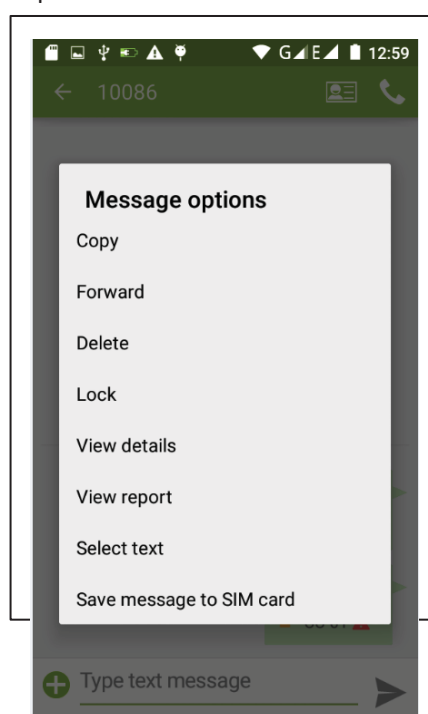 G E 12:59
10086
Message options
Copy
Forward
Delete
Lock
View details
View report
Select text
Save message to SIM card
Type text message